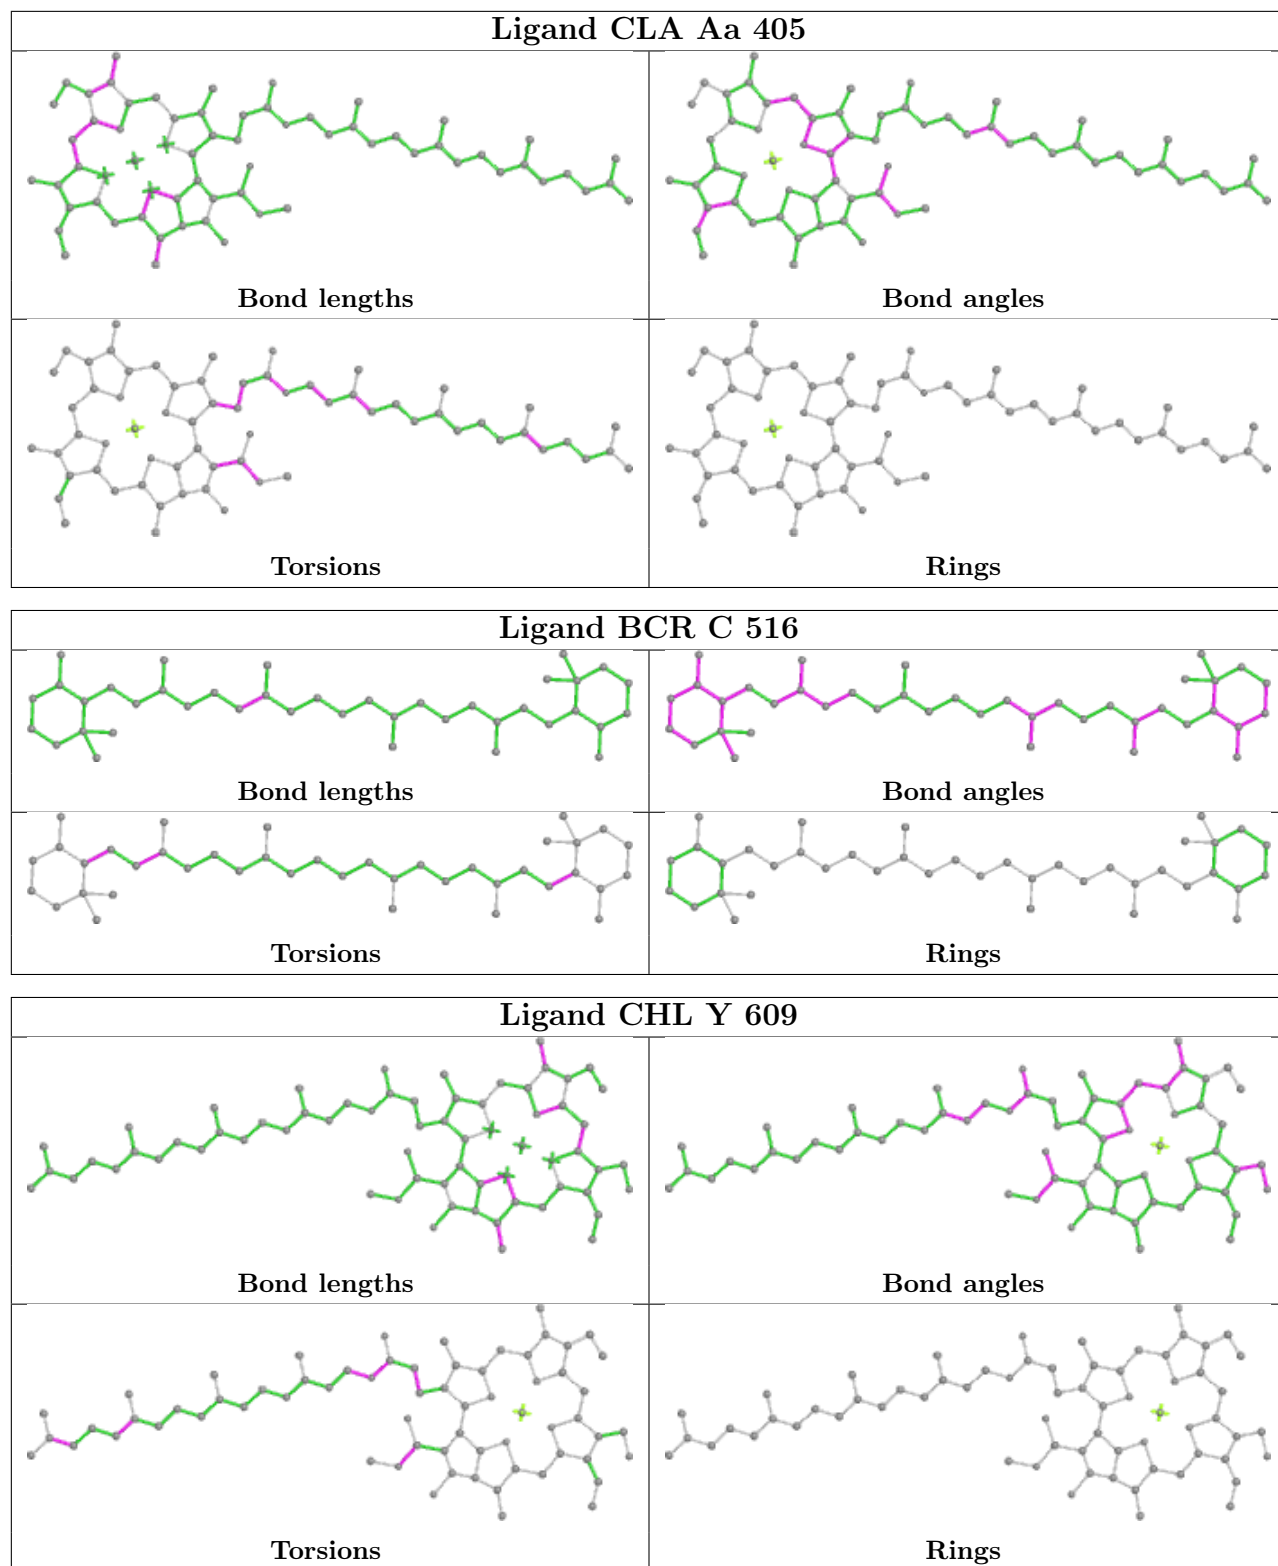 Ligand CLA Aa 405
Bond lengths
Bond angles
Torsions
Rings
Ligand BCR C 516
Bond lengths
Bond angles
Torsions
Rings
Ligand CHL Y 609
Bond lengths
Bond angles
Torsions
Rings